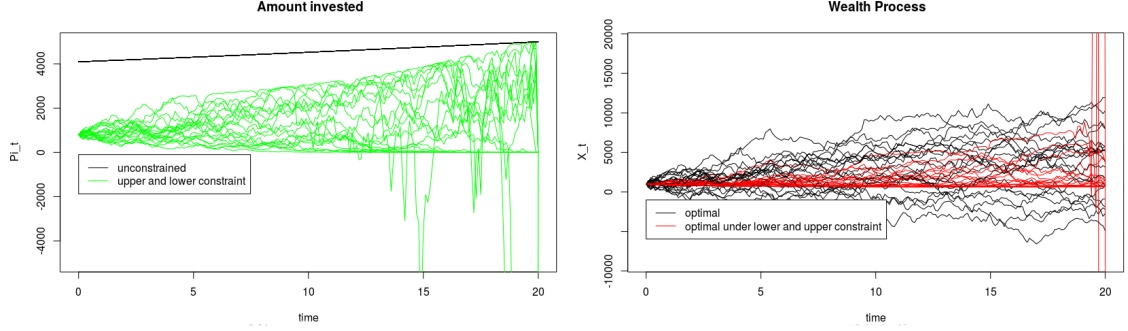 Amount invested
4000
2000
0
-2000
-4000
Pi_t
unconstrained
upper and lower constraint
0 5 10 15 20
time
Wealth Process
20000
15000
10000
5000
0
-10000
X_t
optimal
optimal under lower and upper constraint
0 5 10 15 20
time